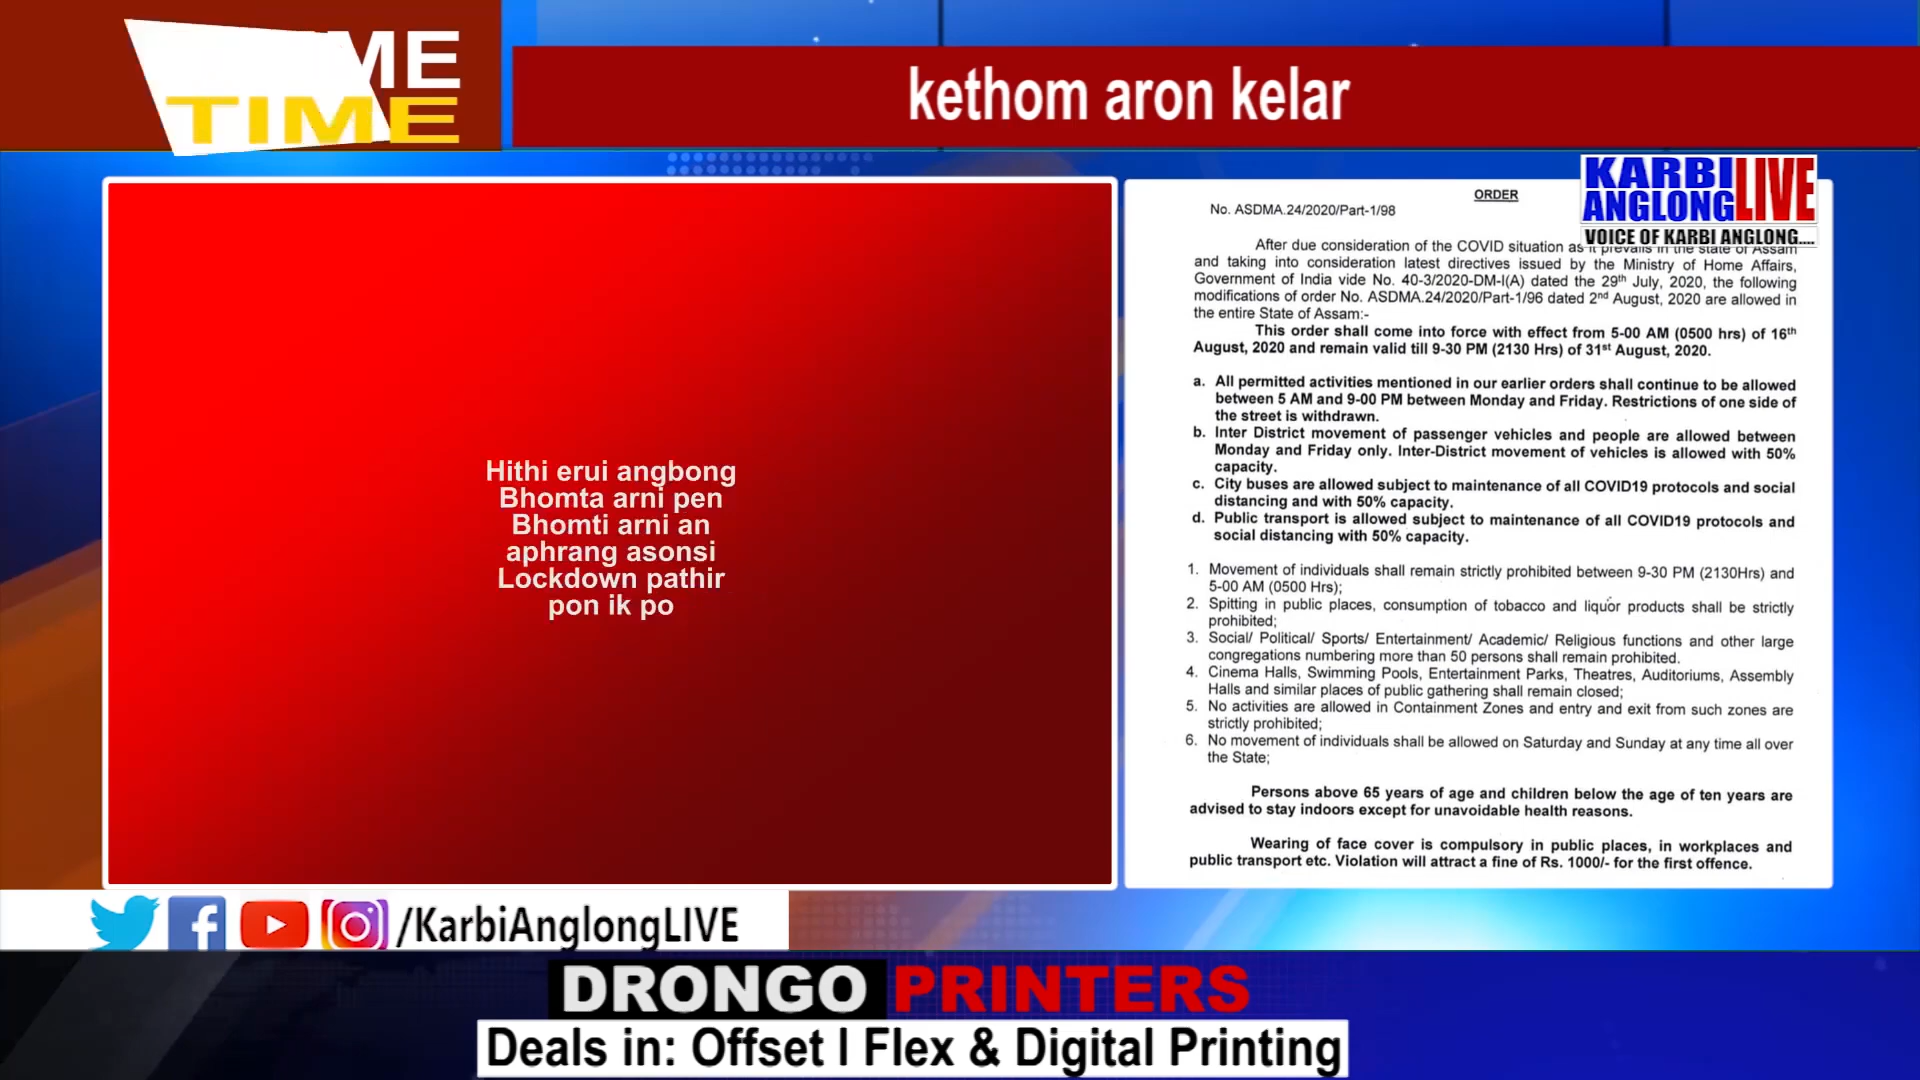 ME
TIME
kethom aron kelar
KARBI
ANGLONG
LIVE
VOICE OF KARBI ANGLONG....
Hithi erui angbong
Bhomta arni pen
Bhomti arni an
aphrang asonsi
Lockdown pathir
pon ik po
ORDER
No. ASDMA.24/2020/Part-1/98
After due consideration of the COVID situation as it prevails in the state of Assam
and taking into consideration latest directives issued by the Ministry of Home Affairs,
Government of India vide No. 40-3/2020-DM-I(A) dated the 29th July, 2020, the following
modifications of order No. ASDMA.24/2020/Part-1/96 dated 2nd August, 2020 are allowed in
the entire State of Assam:-
This order shall come into force with effect from 5-00 AM (0500 hrs) of 16th
August, 2020 and remain valid till 9-30 PM (2130 Hrs) of 31st August, 2020.
a. All permitted activities mentioned in our earlier orders shall continue to be allowed
between 5 AM and 9-00 PM between Monday and Friday. Restrictions of one side of
the street is withdrawn.
b. Inter District movement of passenger vehicles and people are allowed between
Monday and Friday only. Inter-District movement of vehicles is allowed with 50%
capacity.
c. City buses are allowed subject to maintenance of all COVID19 protocols and social
distancing and with 50% capacity.
d. Public transport is allowed subject to maintenance of all COVID19 protocols and
social distancing with 50% capacity.
1. Movement of individuals shall remain strictly prohibited between 9-30 PM (2130Hrs) and
5-00 AM (0500 Hrs);
2. Spitting in public places, consumption of tobacco and liquor products shall be strictly
prohibited;
3. Social/ Political/ Sports/ Entertainment/ Academic/ Religious functions and other large
congregations numbering more than 50 persons shall remain prohibited.
4. Cinema Halls, Swimming Pools, Entertainment Parks, Theatres, Auditoriums, Assembly
Halls and similar places of public gathering shall remain closed;
5. No activities are allowed in Containment Zones and entry and exit from such zones are
strictly prohibited;
6. No movement of individuals shall be allowed on Saturday and Sunday at any time all over
the State;
Persons above 65 years of age and children below the age of ten years are
advised to stay indoors except for unavoidable health reasons.
Wearing of face cover is compulsory in public places, in workplaces and
public transport etc. Violation will attract a fine of Rs. 1000/- for the first offence.
/KarbiAnglongLIVE
DRONGO PRINTERS
Deals in: Offset I Flex & Digital Printing